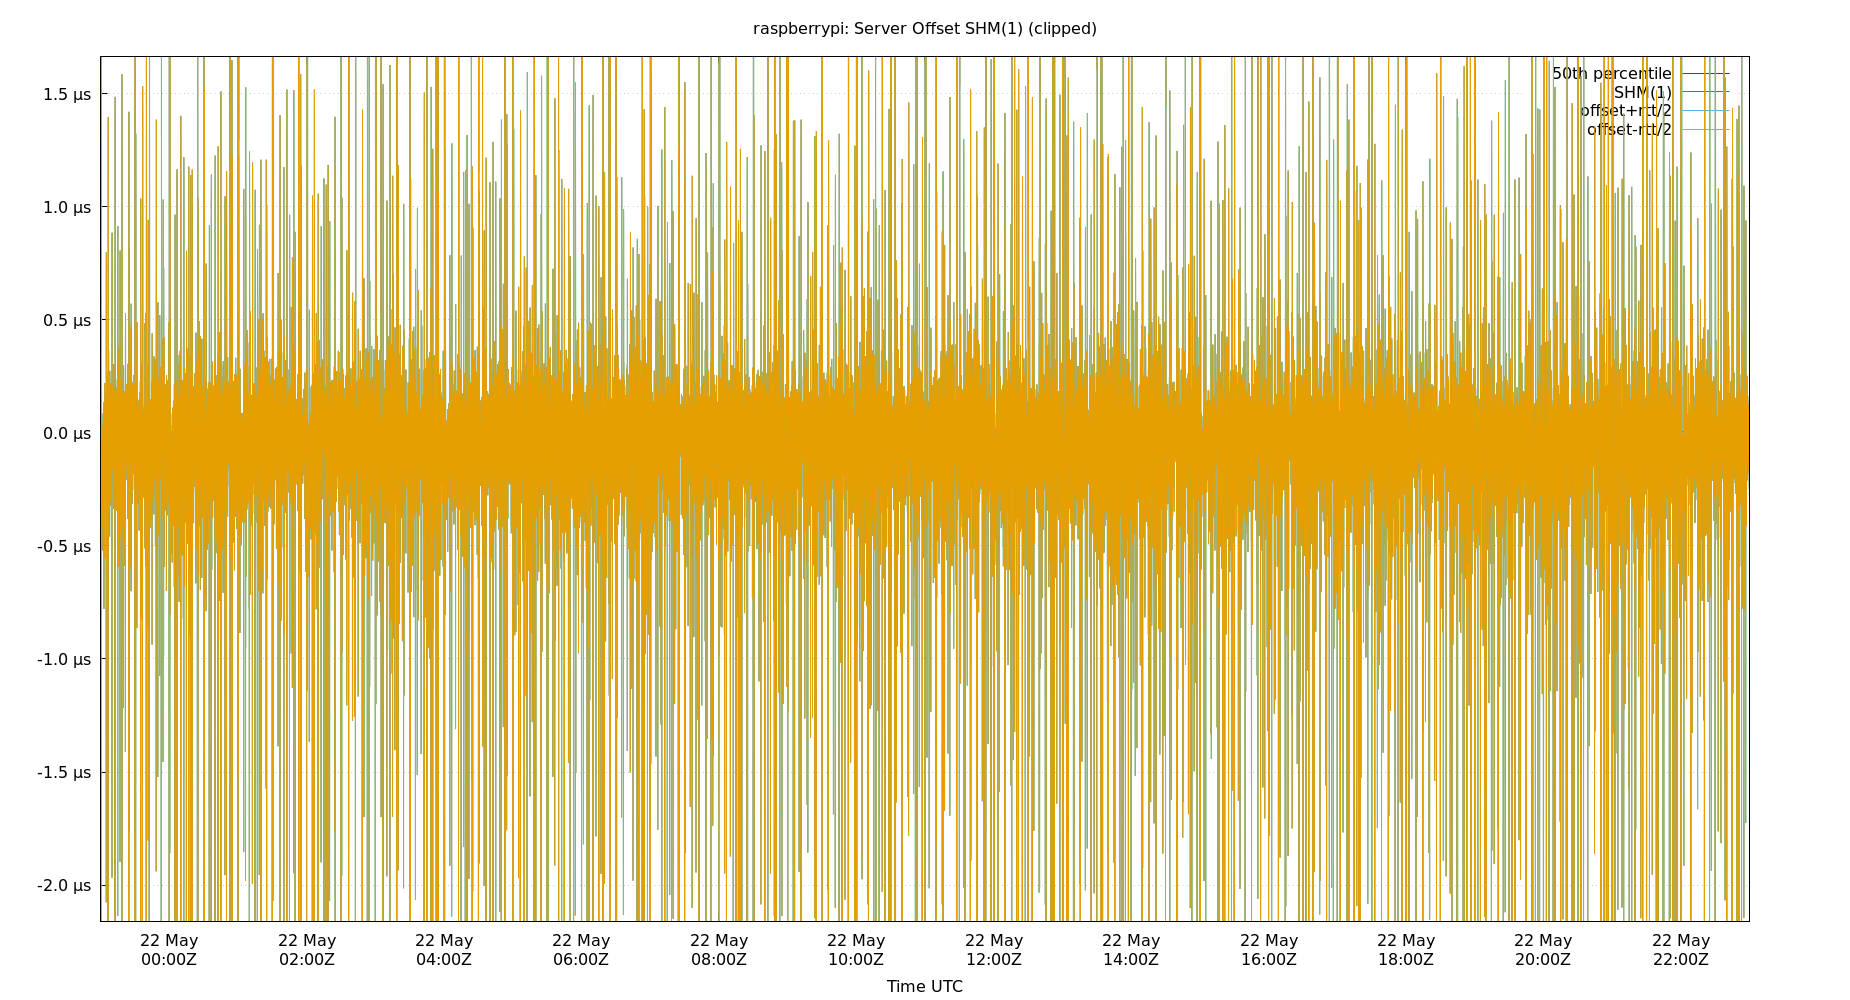 raspberrypi: Server Offset SHM(1) (clipped)
50th percentile
SHM(1)
offset+rtt/2
offset-rtt/2
1.5 µs
1.0 µs
0.5 µs
0.0 µs
-0.5 µs
-1.0 µs
-1.5 µs
-2.0 µs
22 May 22 May 22 May 22 May 22 May 22 May 22 May 22 May 22 May 22 May 22 May 22 May
00:00Z 02:00Z 04:00Z 06:00Z 08:00Z 10:00Z 12:00Z 14:00Z 16:00Z 18:00Z 20:00Z 22:00Z
Time UTC